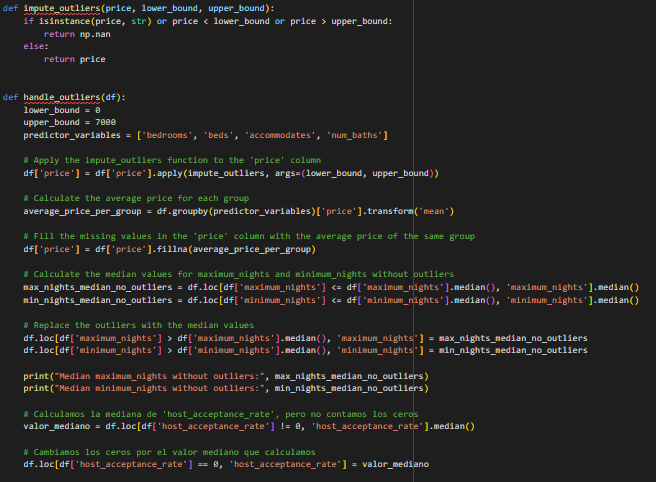 def impute_outliers(price, lower_bound, upper_bound):
    if isinstance(price, str) or price < lower_bound or price > upper_bound:
        return np.nan
    else:
        return price
def handle_outliers(df):
    lower_bound = 0
    upper_bound = 7000
    predictor_variables = ['bedrooms', 'beds', 'accommodates', 'num_baths']
    # Apply the impute_outliers function to the 'price' column
    df['price'] = df['price'].apply(impute_outliers, args=(lower_bound, upper_bound))
    # Calculate the average price for each group
    average_price_per_group = df.groupby(predictor_variables)['price'].transform('mean')
    # Fill the missing values in the 'price' column with the average price of the same group
    df['price'] = df['price'].fillna(average_price_per_group)
    # Calculate the median values for maximum_nights and minimum_nights without outliers
    max_nights_median_no_outliers = df.loc[df['maximum_nights'] <= df['maximum_nights'].median(), 'maximum_nights'].median()
    min_nights_median_no_outliers = df.loc[df['minimum_nights'] <= df['minimum_nights'].median(), 'minimum_nights'].median()
    # Replace the outliers with the median values
    df.loc[df['maximum_nights'] > df['maximum_nights'].median(), 'maximum_nights'] = max_nights_median_no_outliers
    df.loc[df['minimum_nights'] > df['minimum_nights'].median(), 'minimum_nights'] = min_nights_median_no_outliers
    print("Median maximum_nights without outliers:", max_nights_median_no_outliers)
    print("Median minimum_nights without outliers:", min_nights_median_no_outliers)
    # Calculamos la mediana de 'host_acceptance_rate', pero no contamos los ceros
    valor_mediano = df.loc[df['host_acceptance_rate'] != 0, 'host_acceptance_rate'].median()
    # Cambiamos los ceros por el valor mediano que calculamos
    df.loc[df['host_acceptance_rate'] == 0, 'host_acceptance_rate'] = valor_mediano